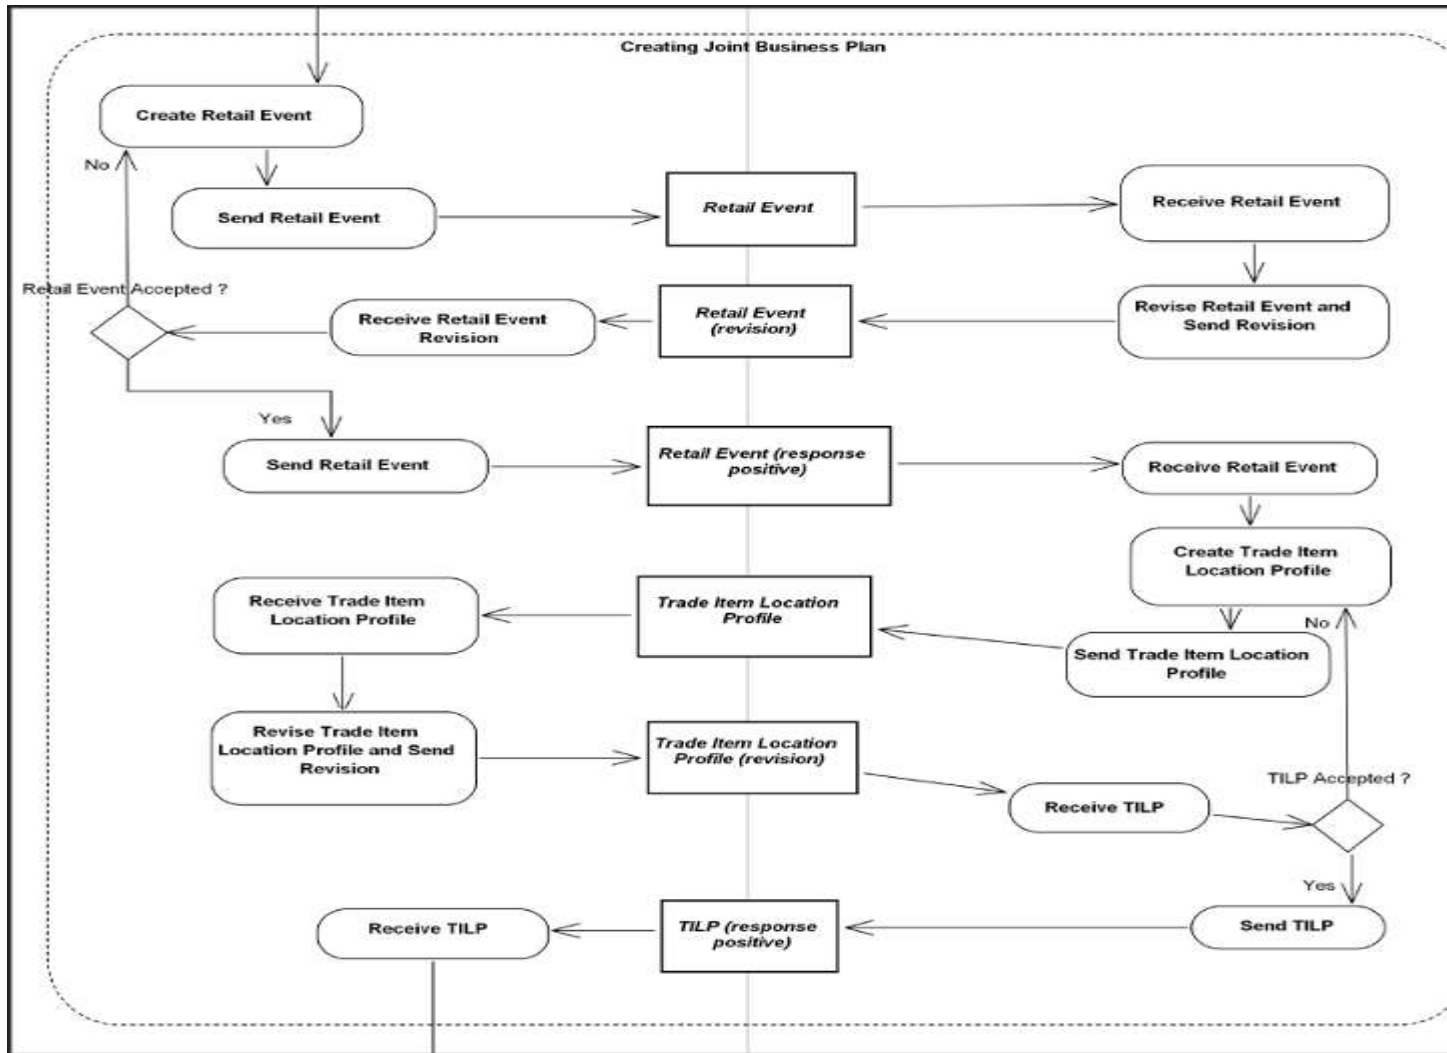 Creating Joint Business Plan
Create Retail Event
No
Send Retail Event
Retail Event
Receive Retail Event
Retail Event Accepted ?
Receive Retail Event
Revision
Retail Event
(revision)
Revise Retail Event and
Send Revision
Yes
Send Retail Event
Retail Event (response
positive)
Receive Retail Event
Create Trade Item
Location Profile
Receive Trade Item
Location Profile
Trade Item Location
Profile
No
Send Trade Item Location
Profile
Revise Trade Item
Location Profile and Send
Revision
Trade Item Location
Profile (revision)
TILP Accepted ?
Receive TILP
Yes
Receive TILP
TILP (response
positive)
Send TILP